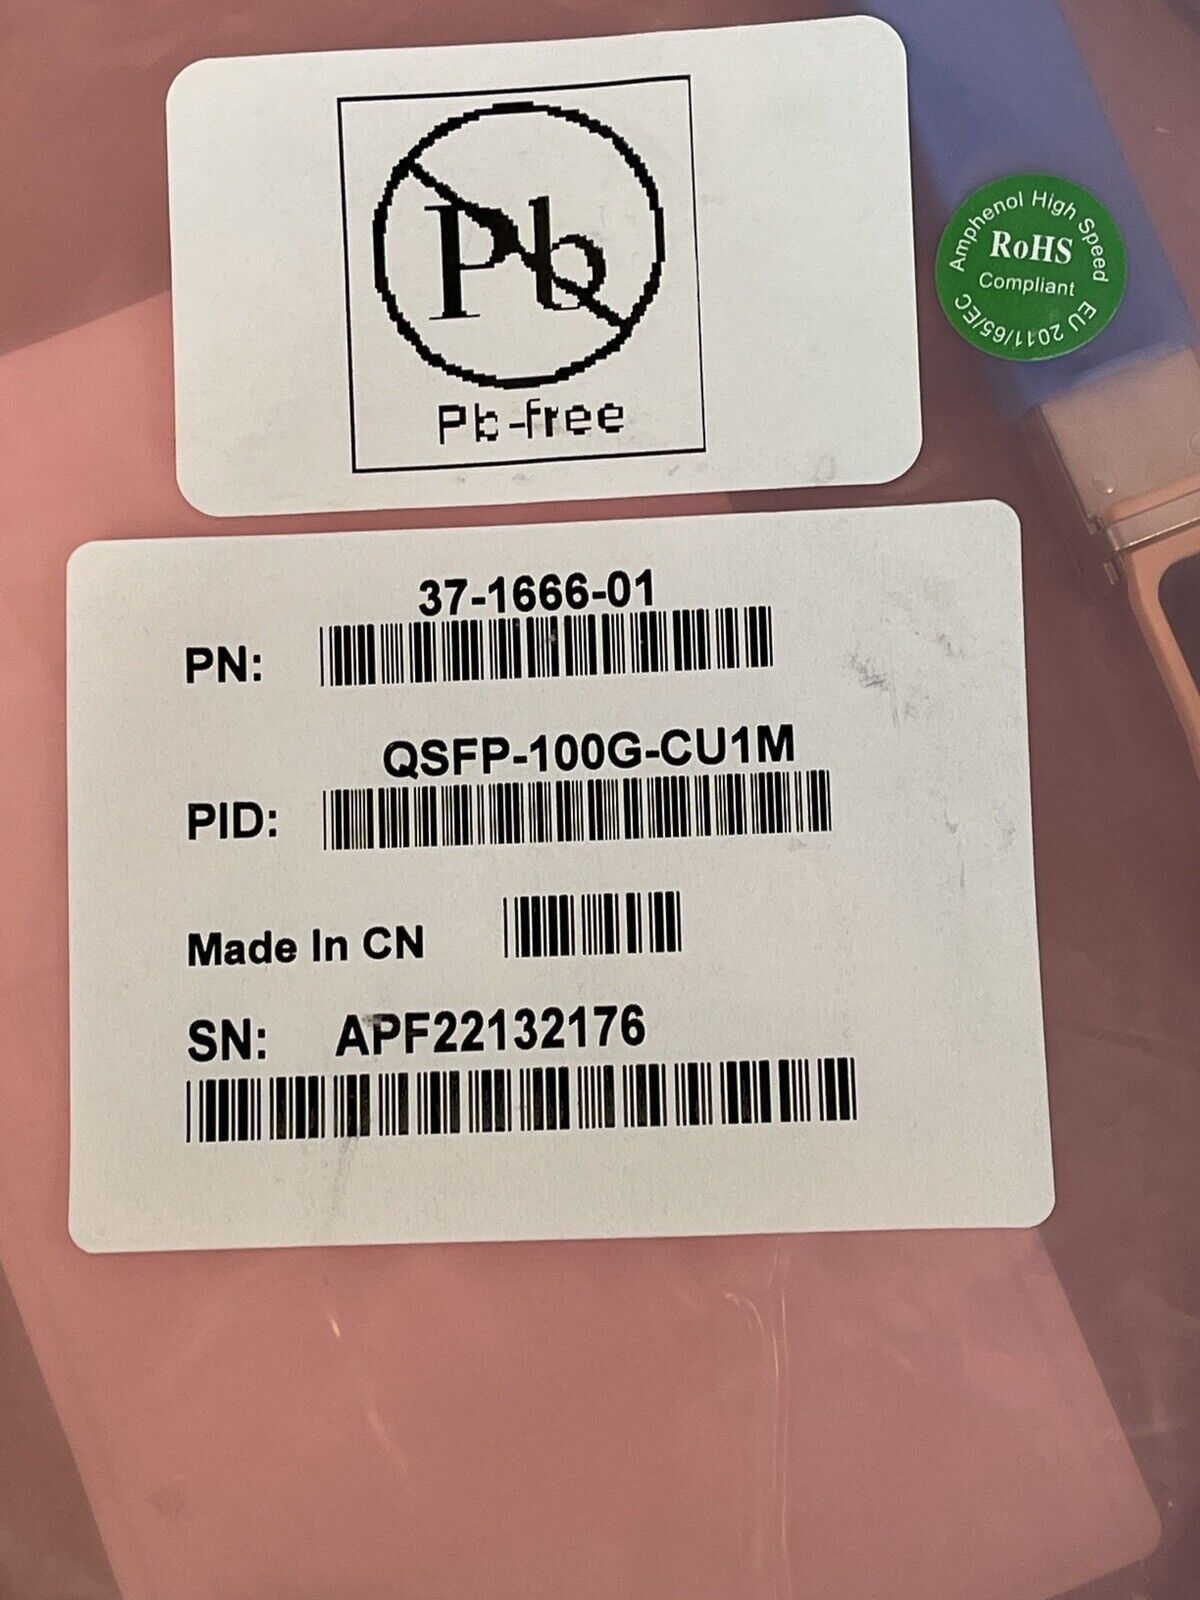 Pb
Pb-free
Amphenol High Speed
RoHS
Compliant
EU 2011/65/EC
37-1666-01
PN:
QSFP-100G-CU1M
PID:
Made In CN
SN: APF22132176